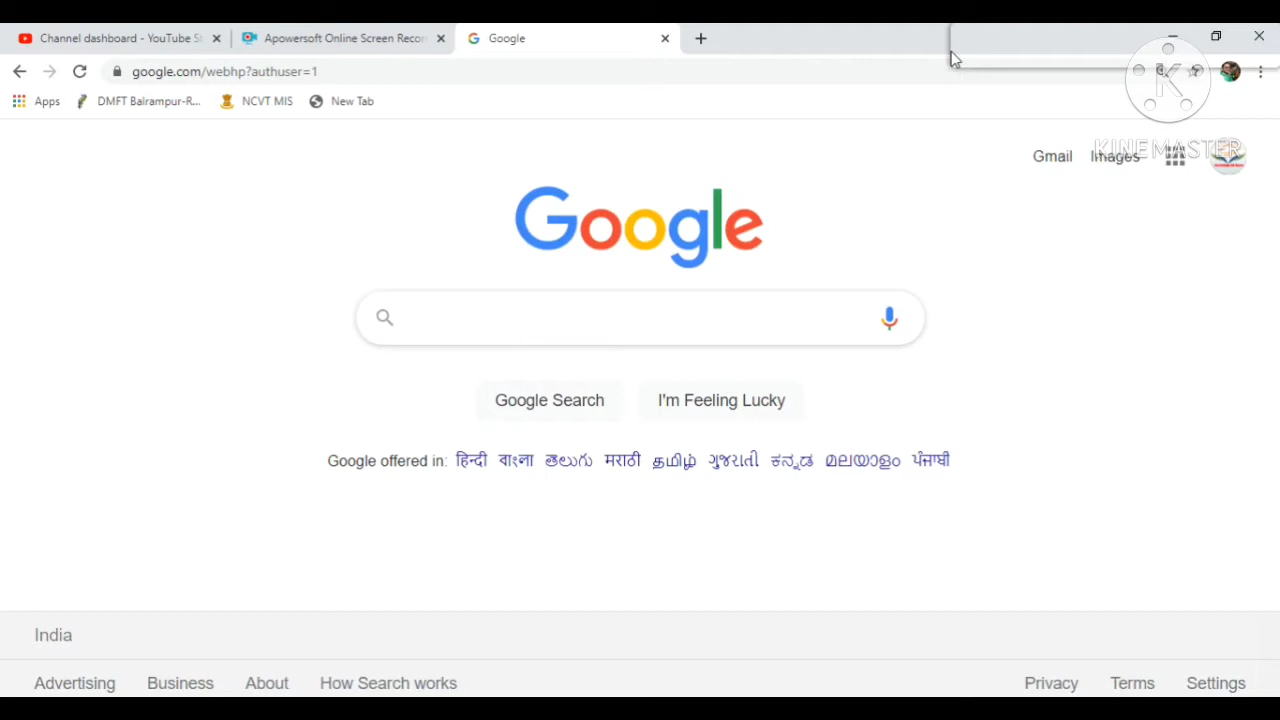 Channel dashboard - YouTube
Apowersoft Online Screen Recor
Google
google.com/webhp?authuser=1
Apps DMFT Balrampur-R... NCVT MIS New Tab
Gmail Images
KINEMASTER
Google
Google Search I'm Feeling Lucky
Google offered in: हिन्दी বাংলা తెలుగు मराठी தமிழ் ગુજરાતી ಕನ್ನಡ മലയാളം ਪੰਜਾਬੀ
India
Advertising Business About How Search works Privacy Terms Settings